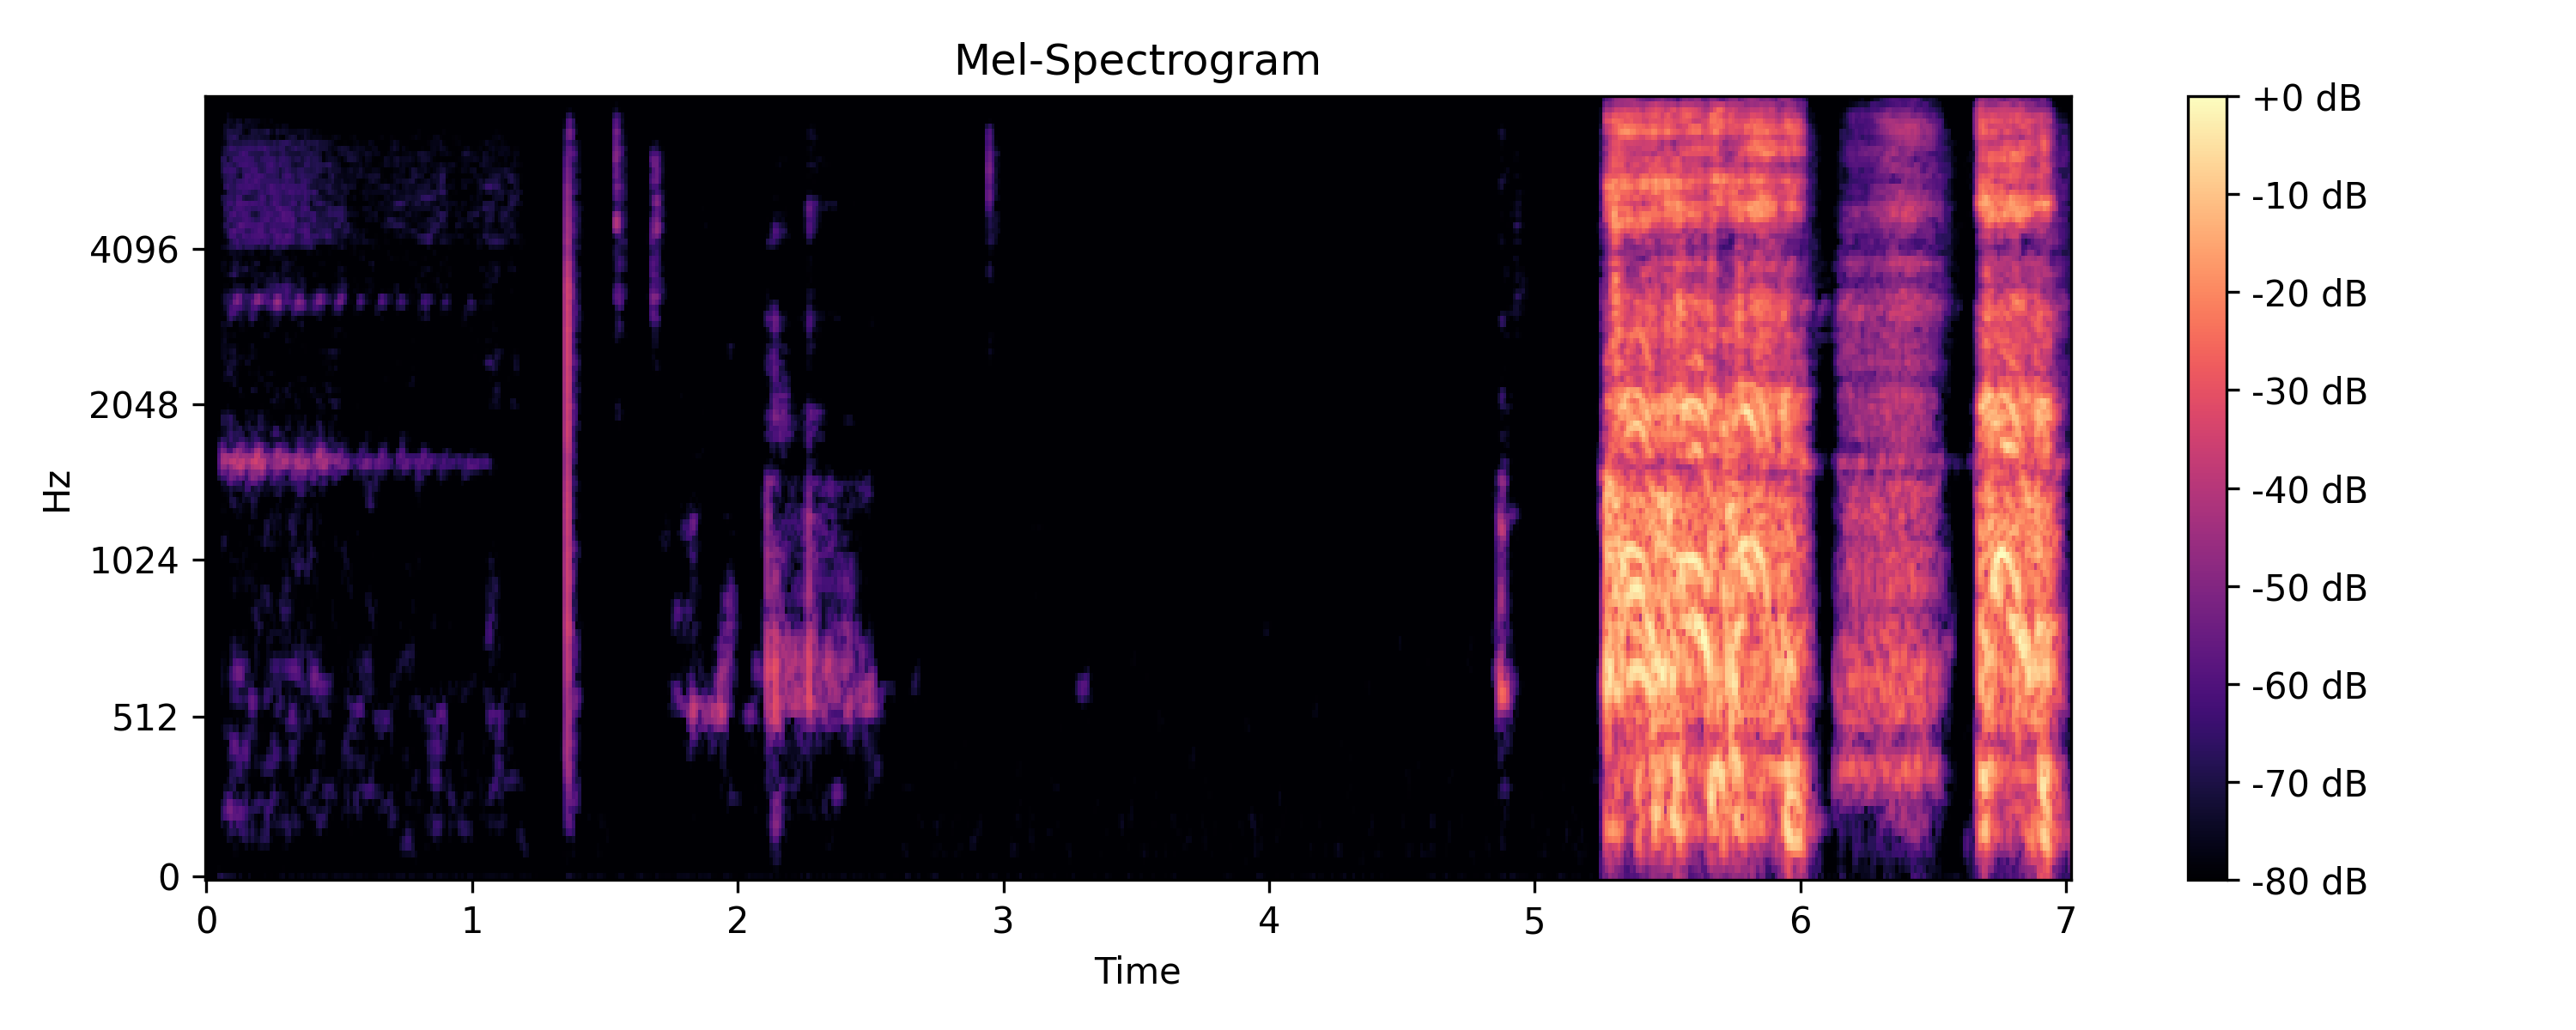 Mel-Spectrogram
+0 dB
4096
-10 dB
-20 dB
2048
-30 dB
Hz
-40 dB
1024
-50 dB
512
-60 dB
-70 dB
0
-80 dB
0 1 2 3 4 5 6 7
Time